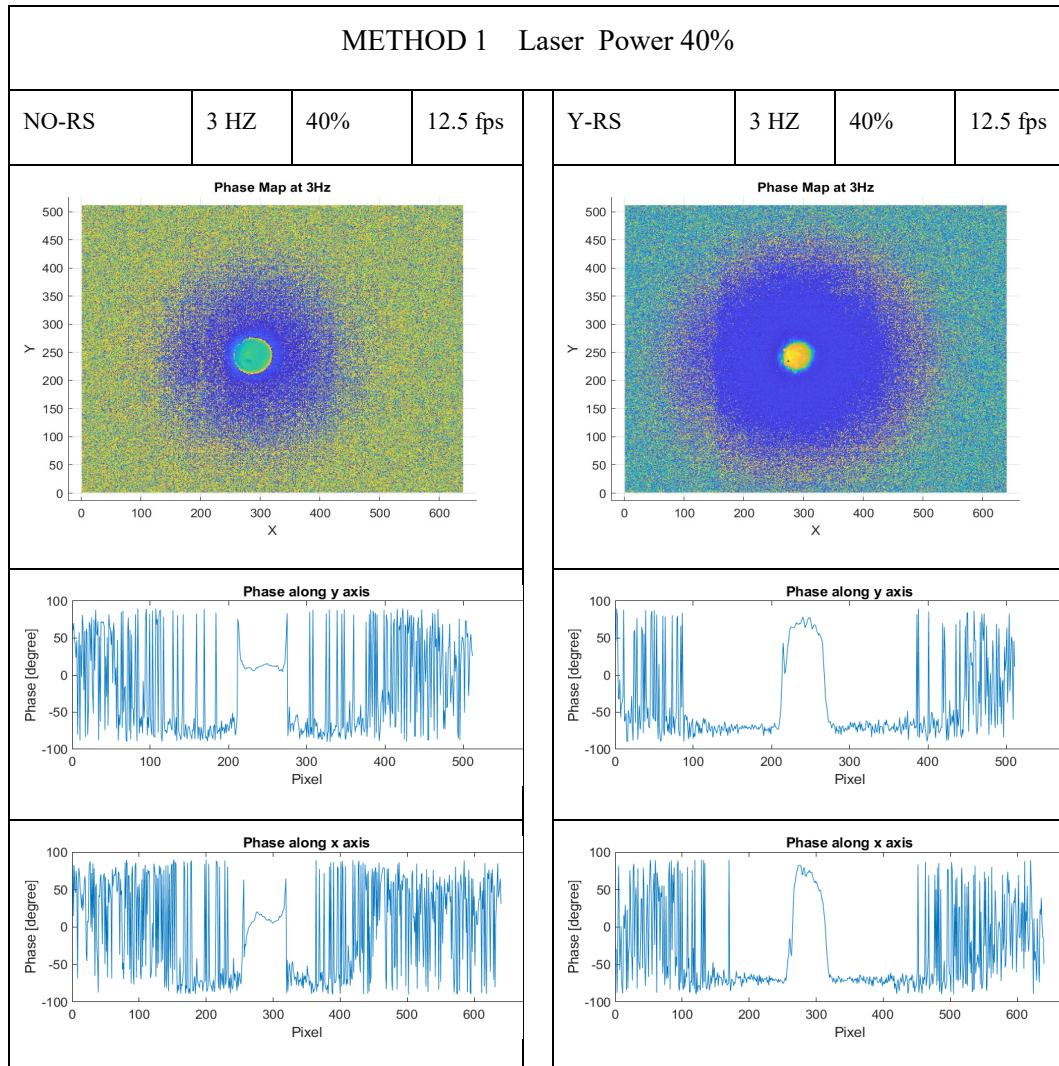 METHOD 1 Laser Power 40%
NO-RS 3 HZ 40% 12.5 fps
Y-RS 3 HZ 40% 12.5 fps
Phase Map at 3Hz
500
450
400
350
300
250
200
150
100
50
0
Y
0 100 200 300 400 500 600
X
Phase Map at 3Hz
500
450
400
350
300
250
200
150
100
50
0
Y
0 100 200 300 400 500 600
X
Phase along y axis
100
50
0
-50
-100
Phase [degree]
0 100 200 300 400 500
Pixel
Phase along y axis
100
50
0
-50
-100
Phase [degree]
0 100 200 300 400 500
Pixel
Phase along x axis
100
50
0
-50
-100
Phase [degree]
0 100 200 300 400 500 600
Pixel
Phase along x axis
100
50
0
-50
-100
Phase [degree]
0 100 200 300 400 500 600
Pixel